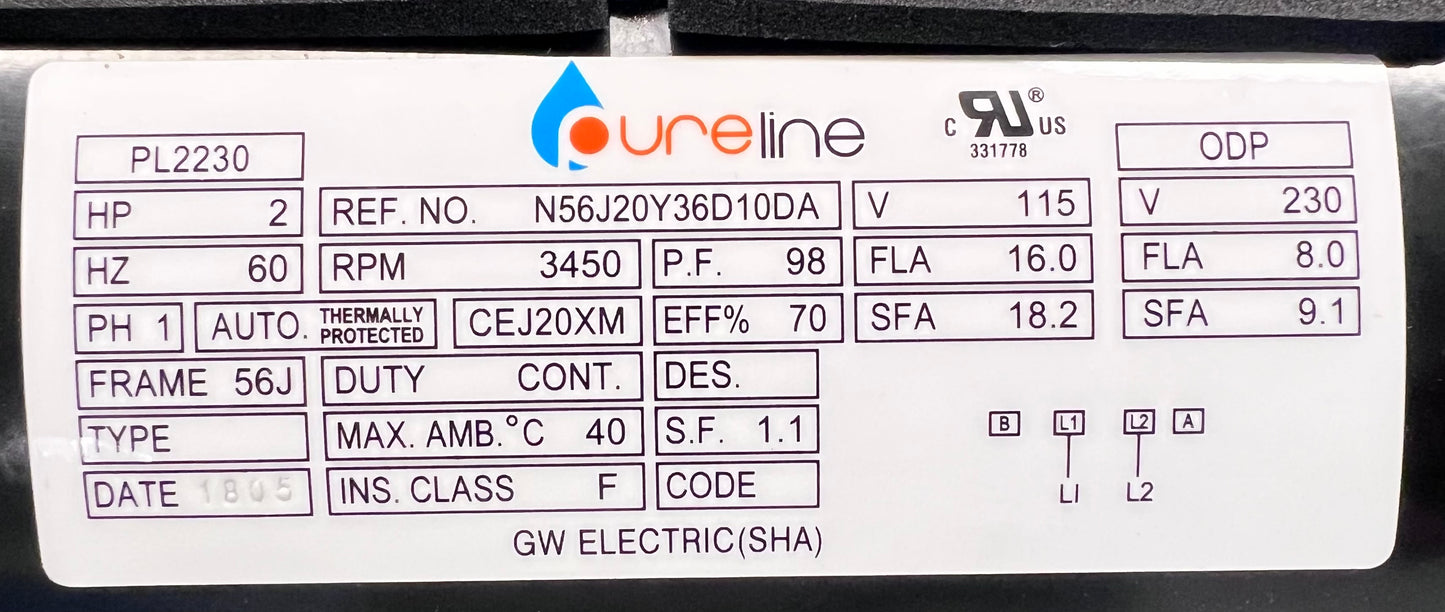 pureline
C RU® US
331778
ODP
PL2230
HP 2
REF. NO. N56J20Y36D10DA
V 115
V 230
HZ 60
RPM 3450
P.F. 98
FLA 16.0
FLA 8.0
PH 1
AUTO. THERMALLY
PROTECTED
CEJ20XM
EFF% 70
SFA 18.2
SFA 9.1
FRAME 56J
DUTY CONT.
DES.
TYPE
MAX. AMB.°C 40
S.F. 1.1
B L1 L2 A
DATE 1805
INS. CLASS F
CODE
LI L2
GW ELECTRIC(SHA)